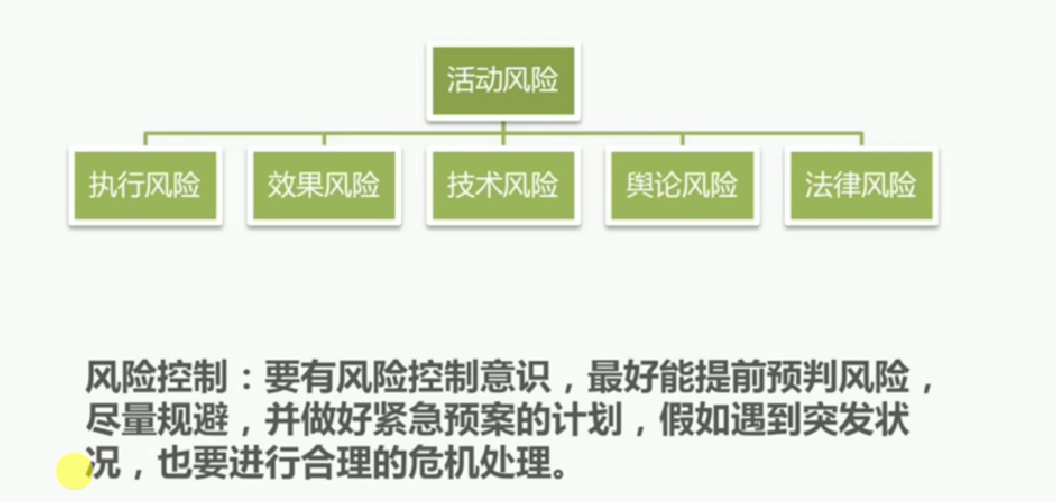 活动风险
执行风险
效果风险
技术风险
舆论风险
法律风险
风险控制：要有风险控制意识，最好能提前预判风险，
尽量规避，并做好紧急预案的计划，假如遇到突发状
况，也要进行合理的危机处理。